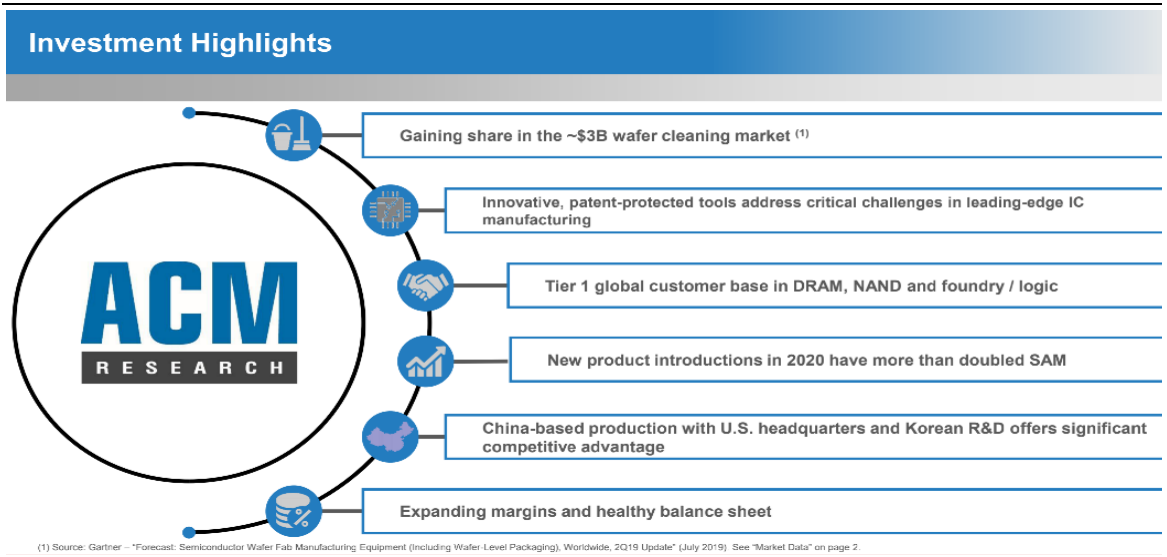 Investment Highlights
Gaining share in the ~$3B wafer cleaning market (1)
Innovative, patent-protected tools address critical challenges in leading-edge IC
manufacturing
ACM
RESEARCH
Tier 1 global customer base in DRAM, NAND and foundry / logic
New product introductions in 2020 have more than doubled SAM
China-based production with U.S. headquarters and Korean R&D offers significant
competitive advantage
Expanding margins and healthy balance sheet
(1) Source: Gartner – "Forecast: Semiconductor Wafer Fab Manufacturing Equipment (Including Wafer-Level Packaging), Worldwide, 2Q19 Update" (July 2019) See "Market Data" on page 2.